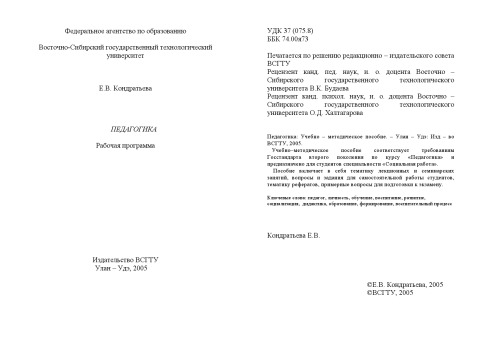 Федеральное агентство по образованию
Восточно-Сибирский государственный технологический
университет
Е.В. Кондратьева
ПЕДАГОГИКА
Рабочая программа
Издательство ВСГТУ
Улан – Удэ, 2005
УДК 37 (075.8)
ББК 74.00я73
Печатается по решению редакционно – издательского совета
ВСГТУ
Рецензент канд. пед. наук, и. о. доцента Восточно –
Сибирского государственного технологического
университета В.К. Будаева
Рецензент канд. психол. наук, и. о. доцента Восточно –
Сибирского государственного технологического
университета О.Д. Халтагарова
Педагогика: Учебно – методическое пособие. – Улан – Удэ: Изд – во
ВСГТУ, 2005.
Учебно–методическое пособие соответствует требованиям
Госстандарта второго поколения по курсу «Педагогика» и
предназначено для студентов специальности «Социальная работа».
Пособие включает в себя тематику лекционных и семинарских
занятий, вопросы и задания для самостоятельной работы студентов,
тематику рефератов, примерные вопросы для подготовки к экзамену.
Ключевые слова: педагог, личность, обучение, воспитание, развитие,
социализация, дидактика, образование, формирование, воспитательный процесс
Кондратьева Е.В.
©Е.В. Кондратьева, 2005
©ВСГТУ, 2005